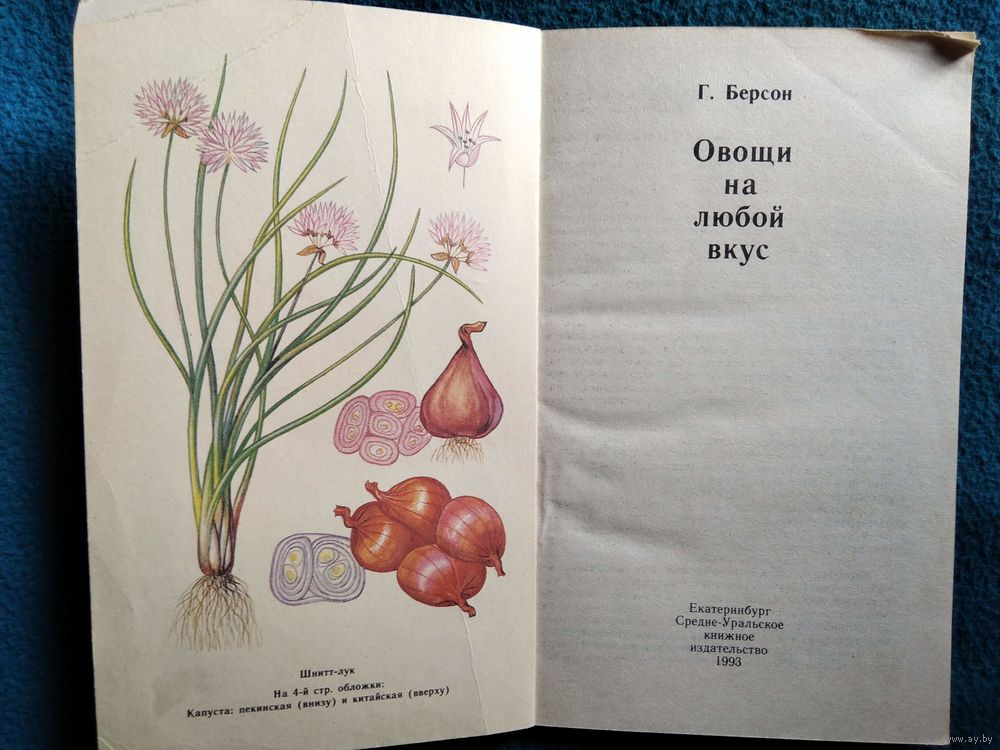 Шнитт-лук
На 4-й стр. обложки:
Капуста: пекинская (внизу) и китайская (вверху)
Г. Берсон
Овощи
на
любой
вкус
Екатеринбург
Средне-Уральское
книжное
издательство
1993
www.ay.by